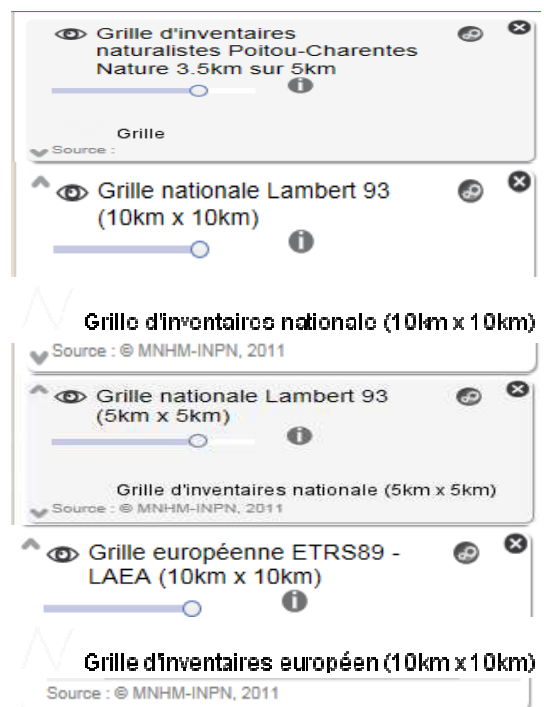 Grille d'inventaires
naturalistes Poitou-Charentes
Nature 3.5km sur 5km
Grille
Source :
Grille nationale Lambert 93
(10km x 10km)
Grille d'inventaires nationale (10km x 10km)
Source : © MNHM-INPN, 2011
Grille nationale Lambert 93
(5km x 5km)
Grille d'inventaires nationale (5km x 5km)
Source : © MNHM-INPN, 2011
Grille européenne ETRS89 -
LAEA (10km x 10km)
Grille d'inventaires européen (10km x 10km)
Source : © MNHM-INPN, 2011